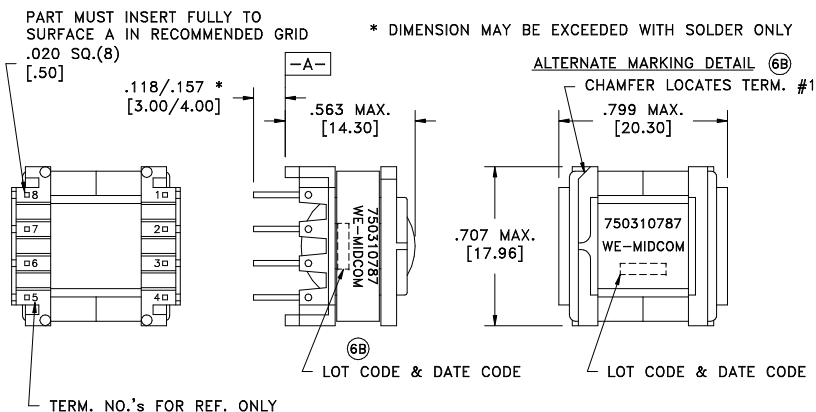 PART MUST INSERT FULLY TO
SURFACE A IN RECOMMENDED GRID
.020 SQ.(8)
[.50]
* DIMENSION MAY BE EXCEEDED WITH SOLDER ONLY
-A-
.118/.157 *
[3.00/4.00]
.563 MAX.
[14.30]
ALTERNATE MARKING DETAIL 6B
CHAMFER LOCATES TERM. #1
.799 MAX.
[20.30]
8
7
6
5
1
2
3
4
750310787
WE-MIDCOM
.707 MAX.
[17.96]
750310787
WE-MIDCOM
6B
LOT CODE & DATE CODE
LOT CODE & DATE CODE
TERM. NO.'s FOR REF. ONLY